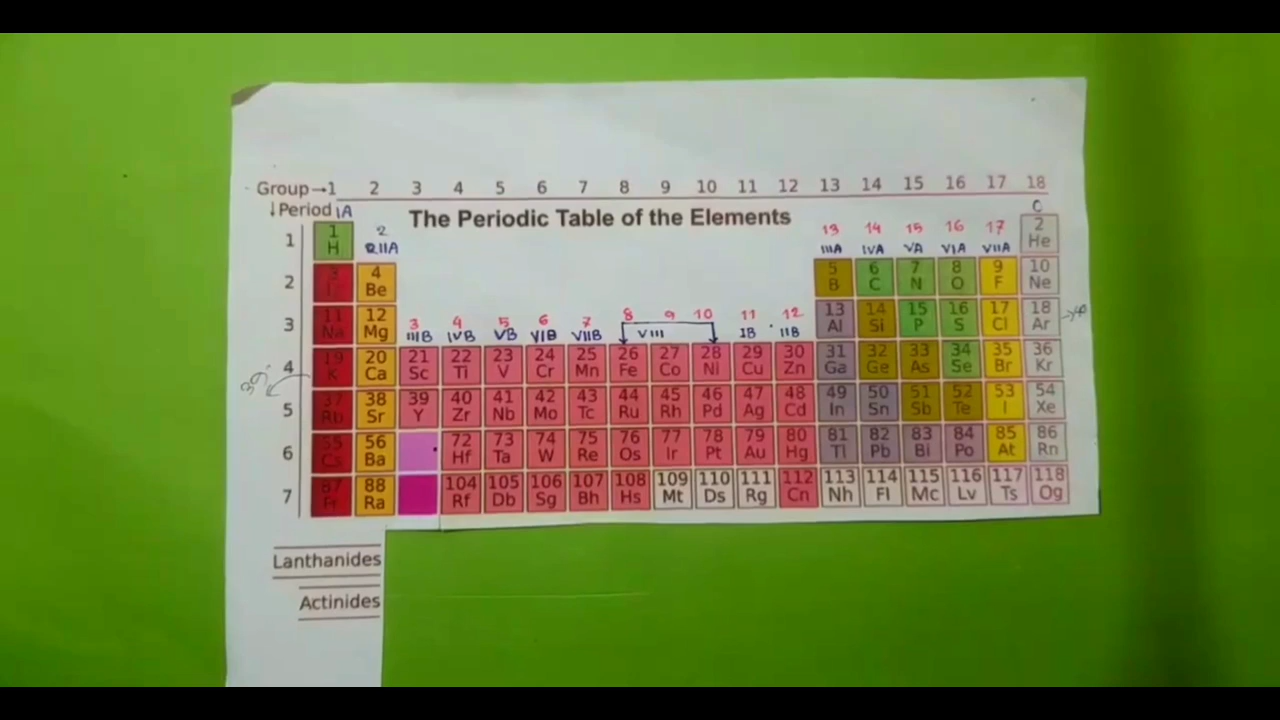 Group→1 2 3 4 5 6 7 8 9 10 11 12 13 14 15 16 17 18
↓Period IA The Periodic Table of the Elements 0
1 1 2 13 14 15 16 17 2
H IIA IIIA IVA VA VIA VIIA He
2 3 4 5 6 7 8 9 10
Be B C N O F Ne
3 11 12 3 4 5 6 7 8 9 10 11 12 13 14 15 16 17 18
Na Mg IIIB IVB VB VIB VIIB VIII IB IIB Al Si P S Cl Ar
4 19 20 21 22 23 24 25 26 27 28 29 30 31 32 33 34 35 36
K Ca Sc Ti V Cr Mn Fe Co Ni Cu Zn Ga Ge As Se Br Kr
5 37 38 39 40 41 42 43 44 45 46 47 48 49 50 51 52 53 54
Rb Sr Y Zr Nb Mo Tc Ru Rh Pd Ag Cd In Sn Sb Te I Xe
6 55 56 72 73 74 75 76 77 78 79 80 81 82 83 84 85 86
Cs Ba Hf Ta W Re Os Ir Pt Au Hg Tl Pb Bi Po At Rn
7 87 88 104 105 106 107 108 109 110 111 112 113 114 115 116 117 118
Fr Ra Rf Db Sg Bh Hs Mt Ds Rg Cn Nh Fl Mc Lv Ts Og
Lanthanides
Actinides